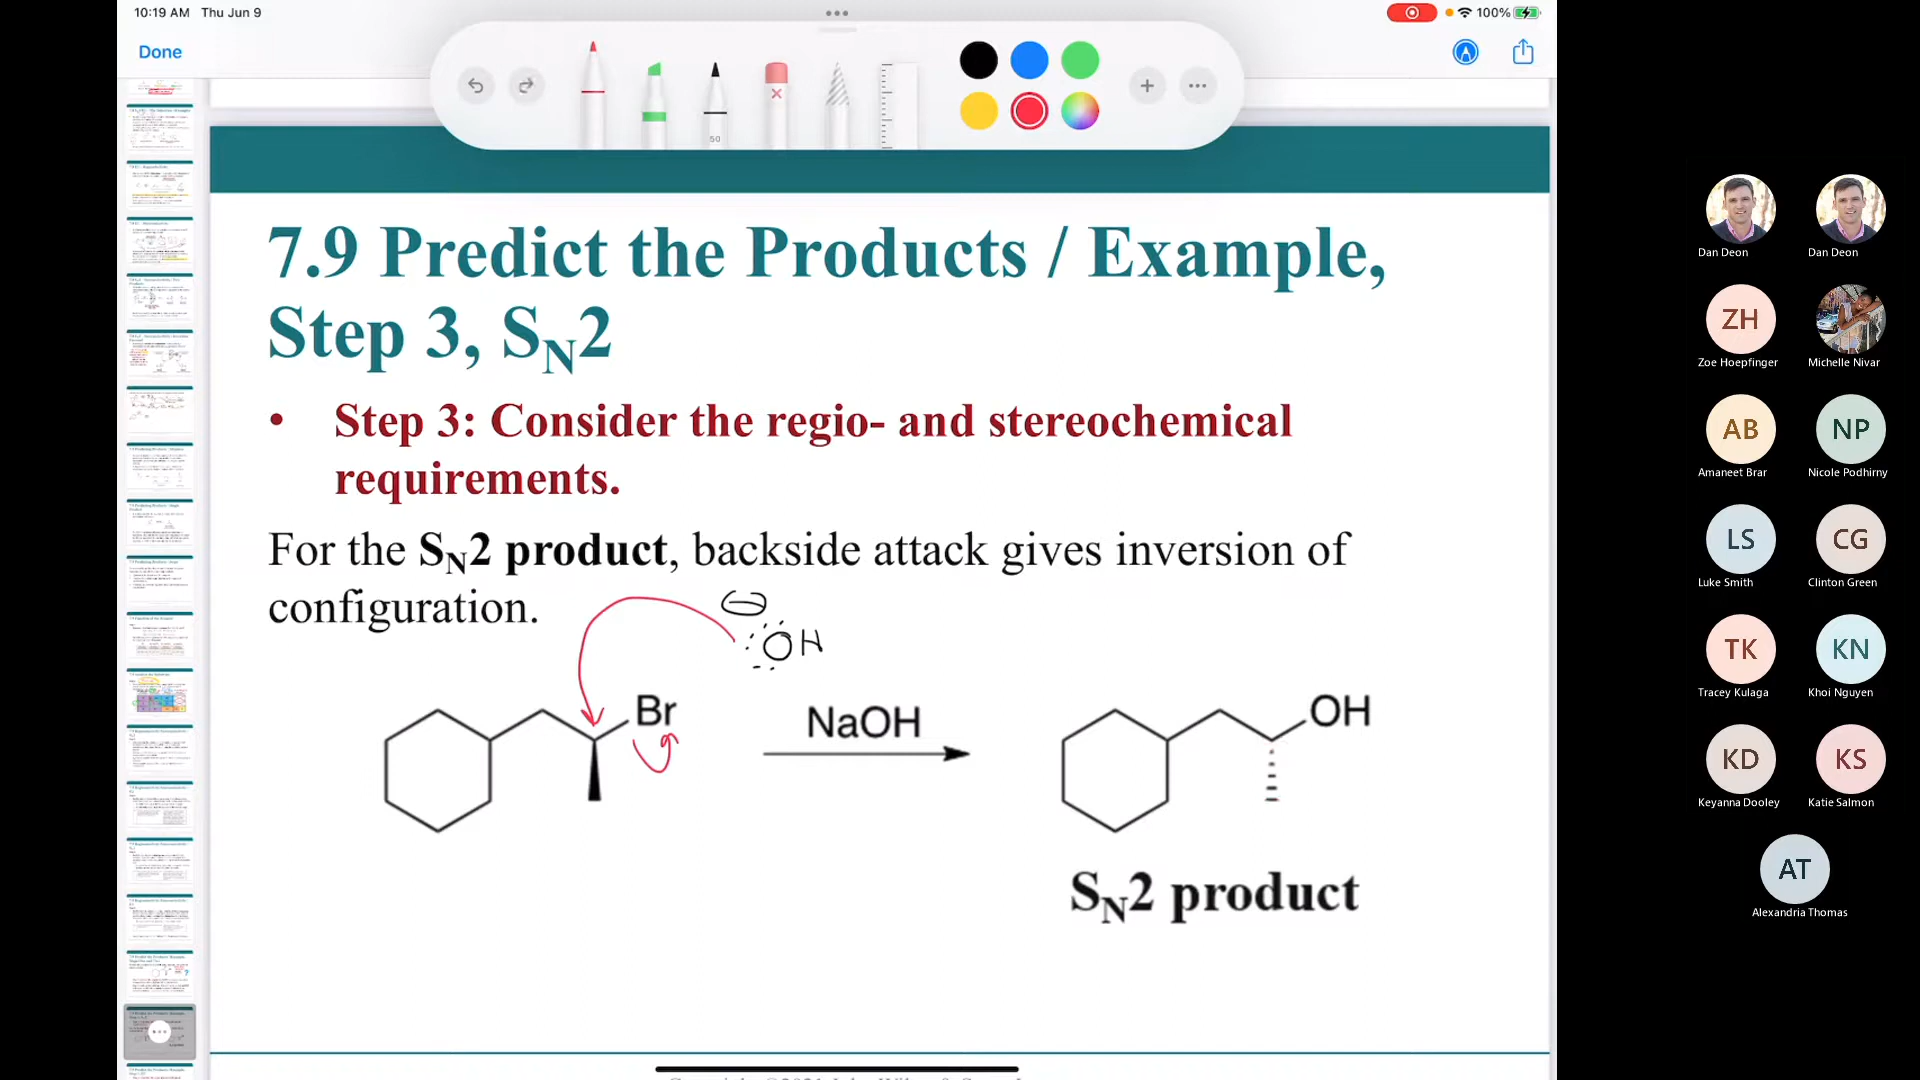 10:19 AM Thu Jun 9
100%
Done
50
7.9 Predict the Products / Example,
Step 3, SN2
• Step 3: Consider the regio- and stereochemical
requirements.
For the SN2 product, backside attack gives inversion of
configuration.
OH
Br
NaOH
OH
SN2 product
Dan Deon
Dan Deon
ZH
Zoe Hoepfinger
Michelle Nivar
AB
Amaneet Brar
NP
Nicole Podhirny
LS
Luke Smith
CG
Clinton Green
TK
Tracey Kulaga
KN
Khoi Nguyen
KD
Keyanna Dooley
KS
Katie Salmon
AT
Alexandria Thomas